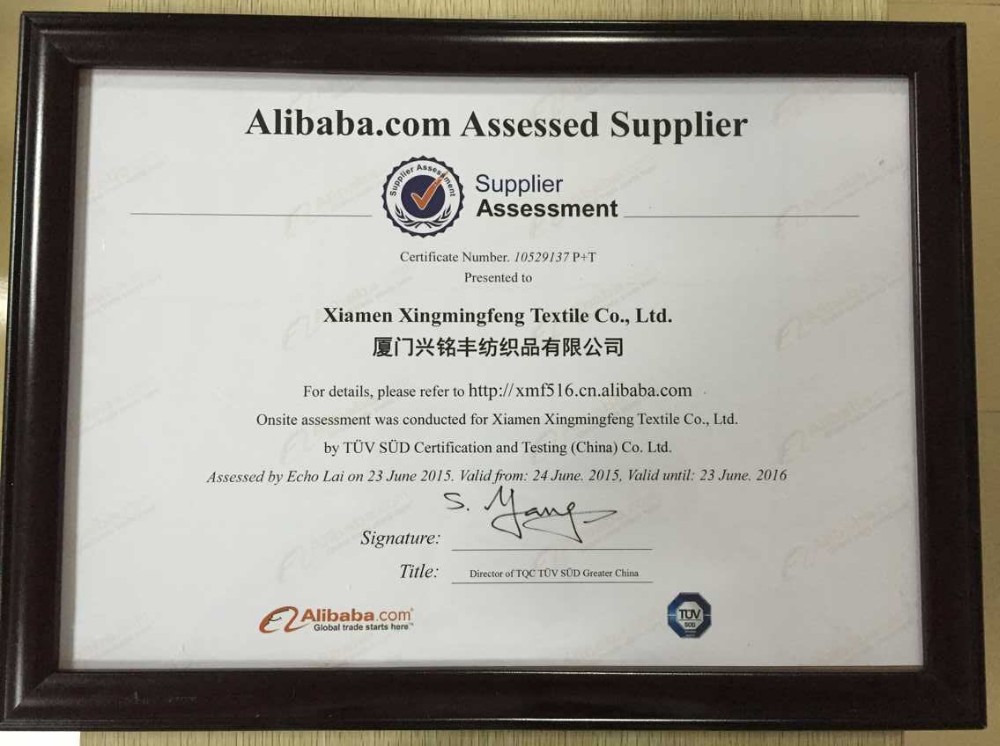 Alibaba.com Assessed Supplier
Supplier Assessment
Supplier
Assessment
Certificate Number. 10529137 P+T
Presented to
Xiamen Xingmingfeng Textile Co., Ltd.
厦门兴铭丰纺织品有限公司
For details, please refer to http://xmf516.cn.alibaba.com
Onsite assessment was conducted for Xiamen Xingmingfeng Textile Co., Ltd.
by TÜV SÜD Certification and Testing (China) Co. Ltd.
Assessed by Echo Lai on 23 June 2015. Valid from: 24 June. 2015, Valid until: 23 June. 2016
S. Yang
Signature:
Title: Director of TQC TÜV SÜD Greater China
Alibaba.com®
Global trade starts here™
TÜV
SÜD